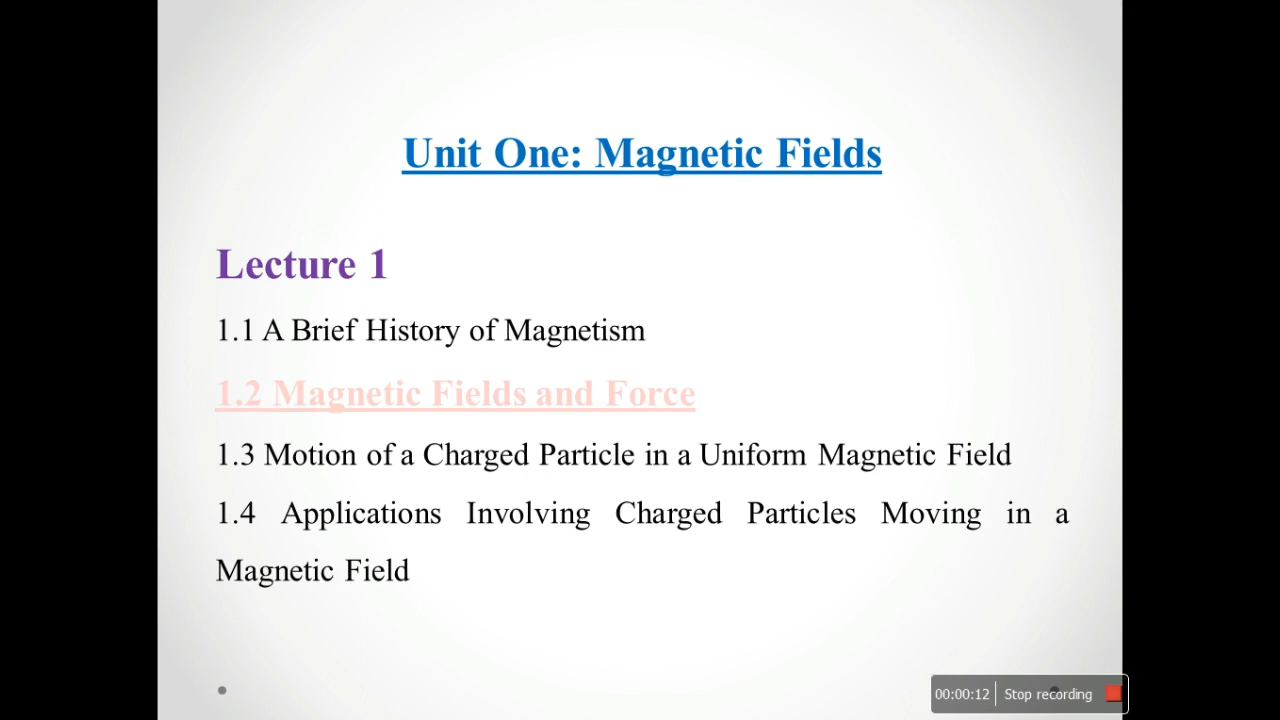 Unit One: Magnetic Fields
Lecture 1
1.1 A Brief History of Magnetism
1.2 Magnetic Fields and Force
1.3 Motion of a Charged Particle in a Uniform Magnetic Field
1.4 Applications Involving Charged Particles Moving in a
Magnetic Field
00:00:12 Stop recording